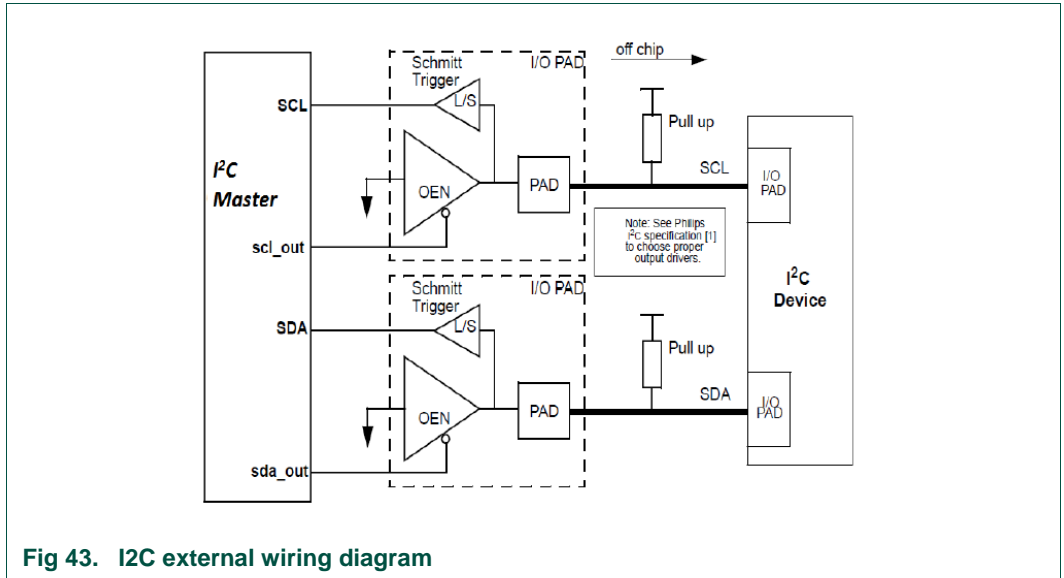 Schmitt
Trigger
I/O PAD
off chip
SCL
L/S
Pull up
I²C
Master
OEN
PAD
SCL
I/O
PAD
scl_out
Note: See Philips
I²C specification [1]
to choose proper
output drivers.
I²C
Device
Schmitt
Trigger
I/O PAD
SDA
L/S
Pull up
OEN
PAD
SDA
I/O
PAD
sda_out
Fig 43. I2C external wiring diagram